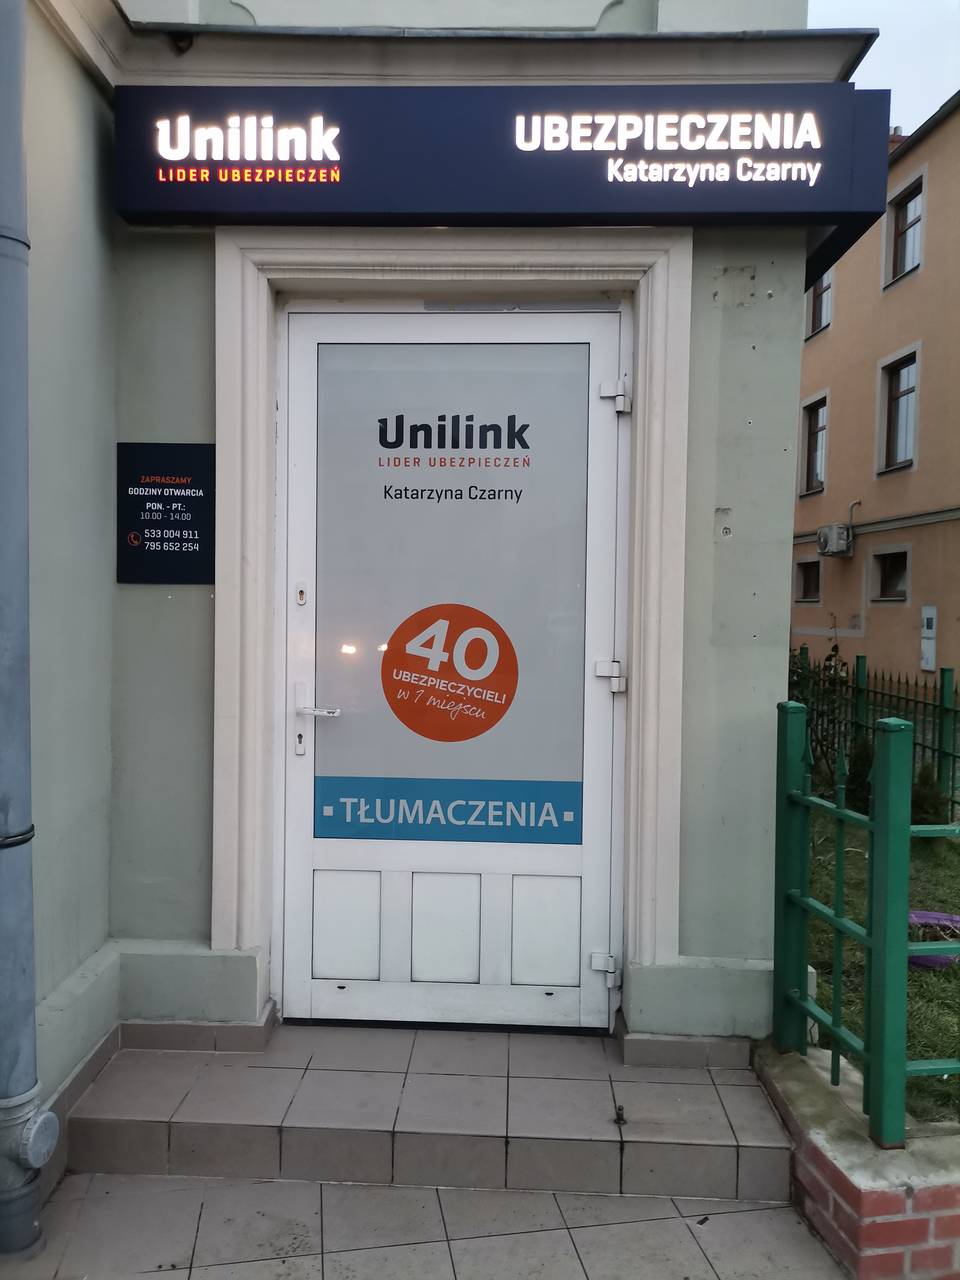 Unilink
LIDER UBEZPIECZEŃ
UBEZPIECZENIA
Katarzyna Czarny
Unilink
LIDER UBEZPIECZEŃ
Katarzyna Czarny
ZAPRASZAMY
GODZINY OTWARCIA
PON. - PT.:
10.00 - 14.00
533 004 911
795 652 254
40
UBEZPIECZYCIELI
w 1 miejscu
TŁUMACZENIA